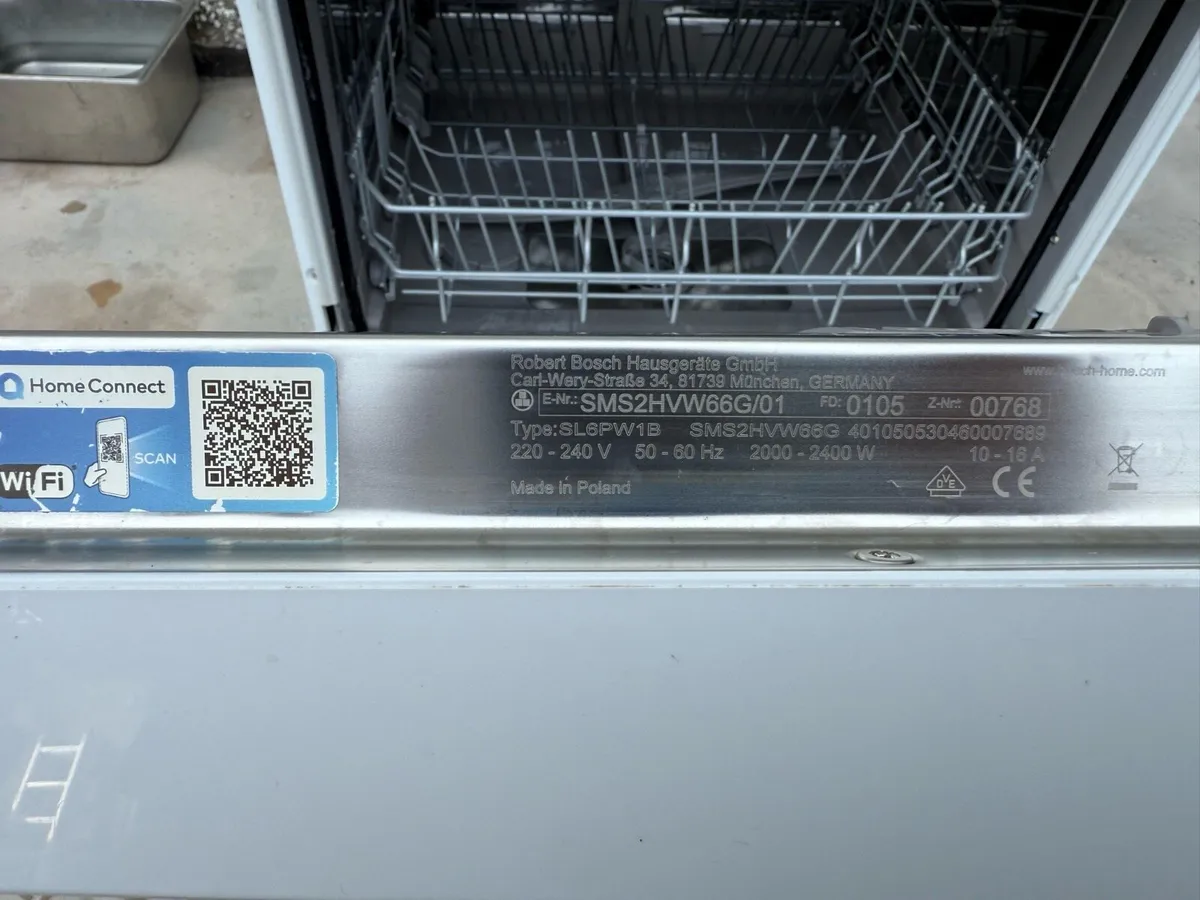 Home Connect
SCAN
WiFi
Robert Bosch Hausgeräte GmbH
Carl-Wery-Straße 34, 81739 München, GERMANY
E-Nr.: SMS2HVW66G/01 FD: 0105 Z-Nr.: 00768
Type: SL6PW1B SMS2HVW66G 401050530460007689
220 - 240 V 50 - 60 Hz 2000 - 2400 W 10 - 16 A
Made in Poland
DVE
CE
www.bosch-home.com